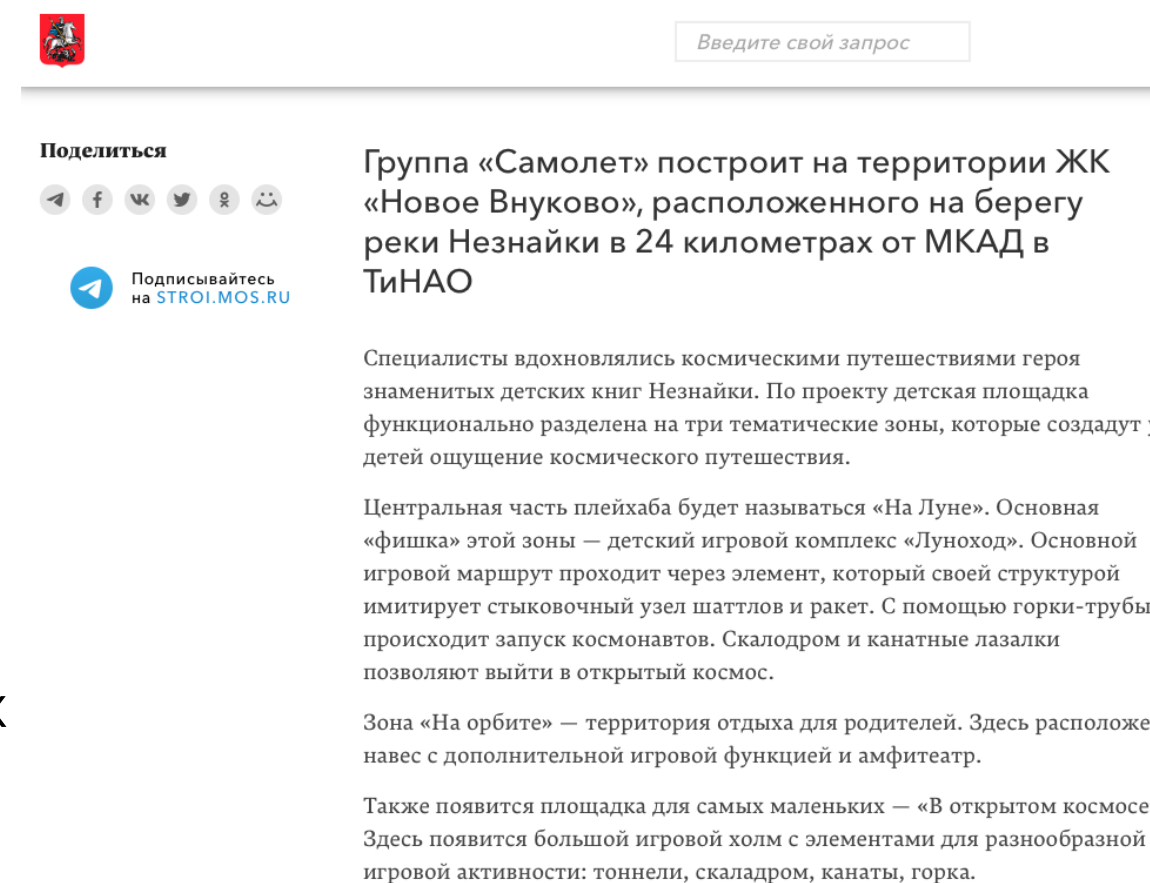 Введите свой запрос
Поделиться
Подписывайтесь
на STROI.MOS.RU
Группа «Самолет» построит на территории ЖК
«Новое Внуково», расположенного на берегу
реки Незнайки в 24 километрах от МКАД в
ТиНАО
Специалисты вдохновлялись космическими путешествиями героя
знаменитых детских книг Незнайки. По проекту детская площадка
функционально разделена на три тематические зоны, которые создадут у
детей ощущение космического путешествия.
Центральная часть плейхаба будет называться «На Луне». Основная
«фишка» этой зоны — детский игровой комплекс «Луноход». Основной
игровой маршрут проходит через элемент, который своей структурой
имитирует стыковочный узел шаттлов и ракет. С помощью горки-трубы
происходит запуск космонавтов. Скалодром и канатные лазалки
позволяют выйти в открытый космос.
Зона «На орбите» — территория отдыха для родителей. Здесь расположе
навес с дополнительной игровой функцией и амфитеатр.
Также появится площадка для самых маленьких — «В открытом космосе
Здесь появится большой игровой холм с элементами для разнообразной
игровой активности: тоннели, скаладром, канаты, горка.